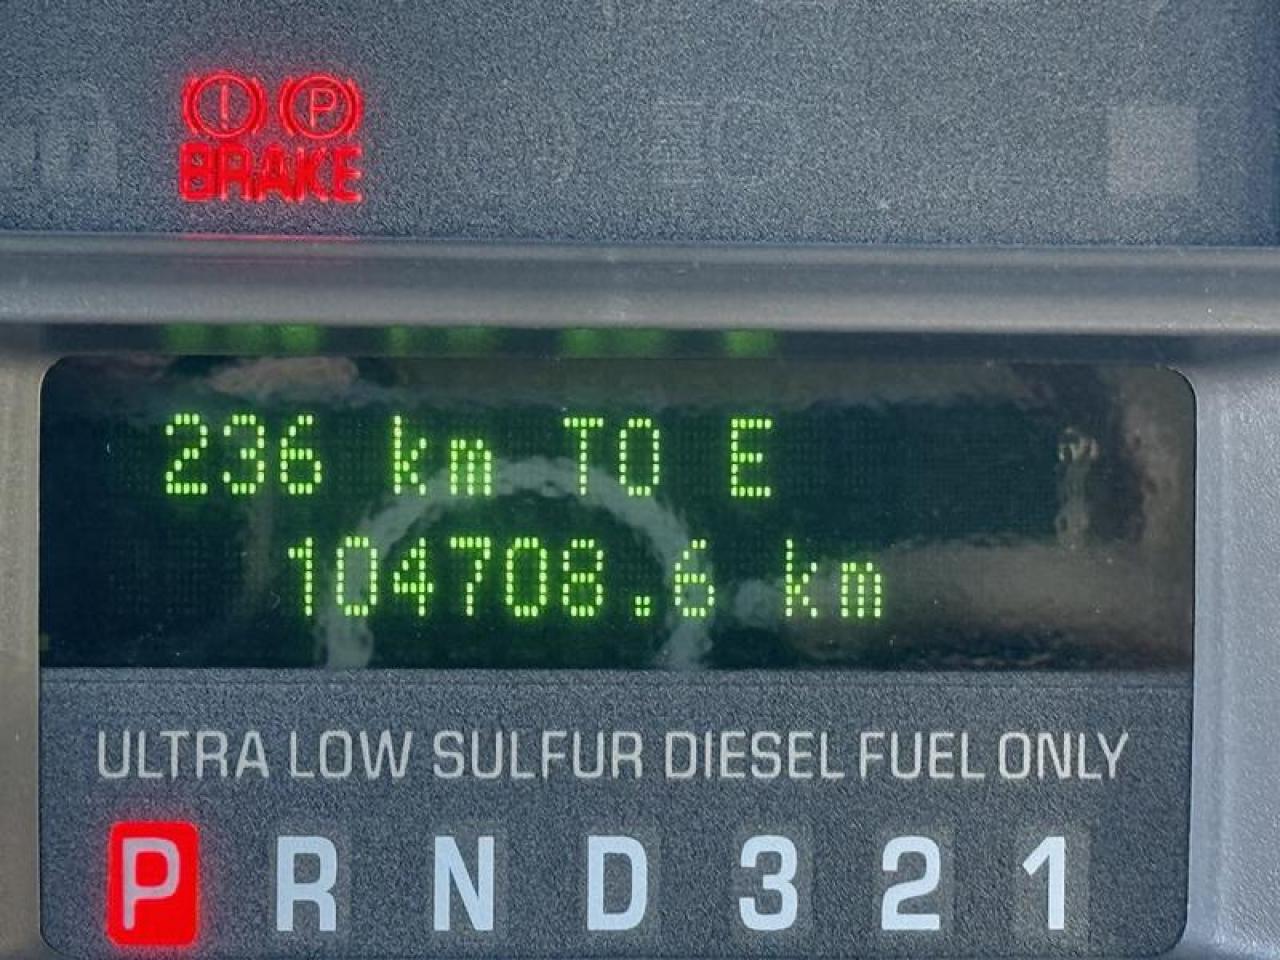 (!) (P)
BRAKE
236 km TO E
104708.6 km
ULTRA LOW SULFUR DIESEL FUEL ONLY
P R N D 3 2 1